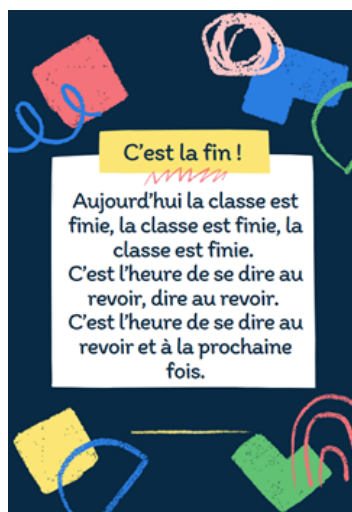 C'est la fin !
Aujourd'hui la classe est
finie, la classe est finie, la
classe est finie.
C'est l'heure de se dire au
revoir, dire au revoir.
C'est l'heure de se dire au
revoir et à la prochaine
fois.